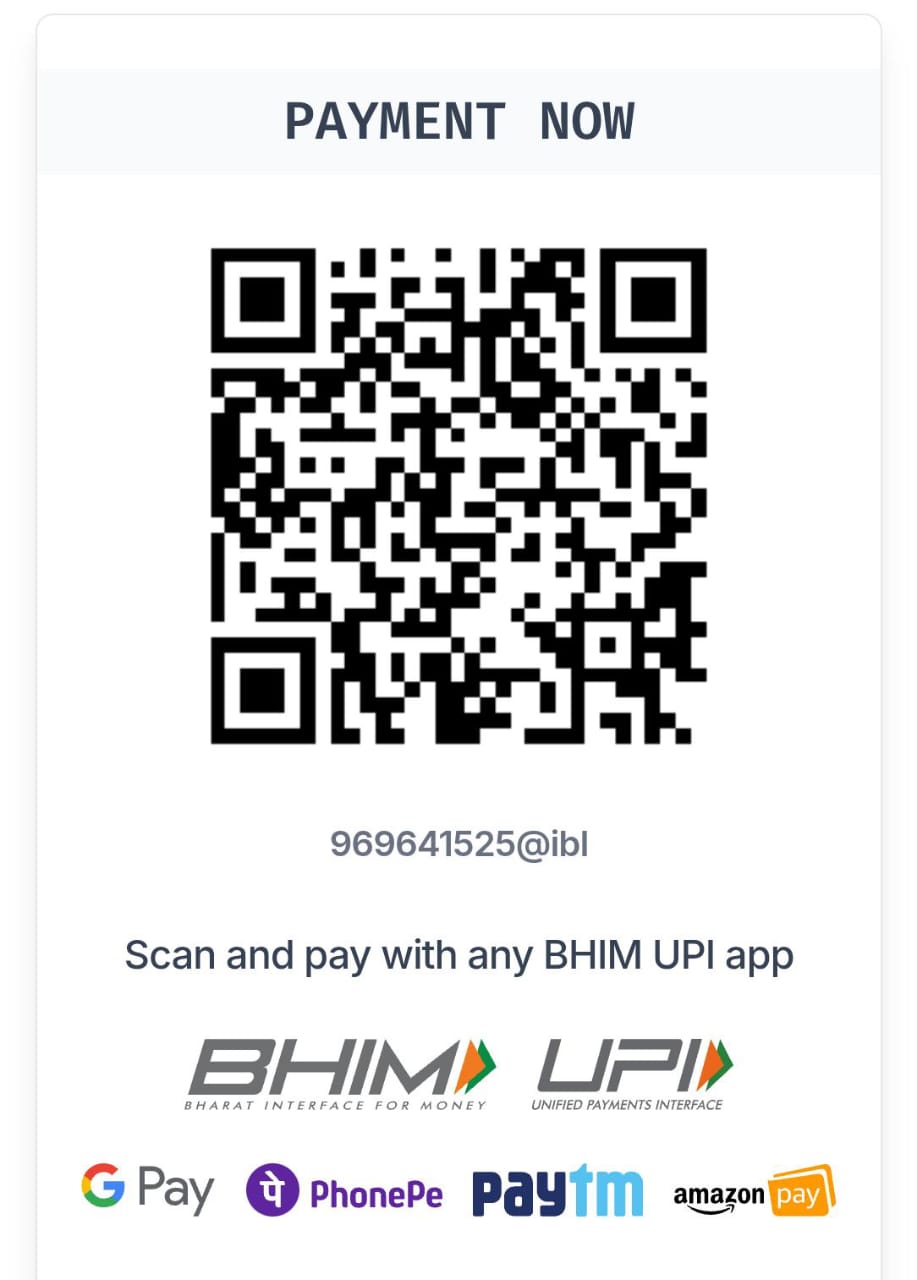 PAYMENT NOW
969641525@ibl
Scan and pay with any BHIM UPI app
BHIM UPI
BHARAT INTERFACE FOR MONEY UNIFIED PAYMENTS INTERFACE
G Pay पे PhonePe paytm amazon pay